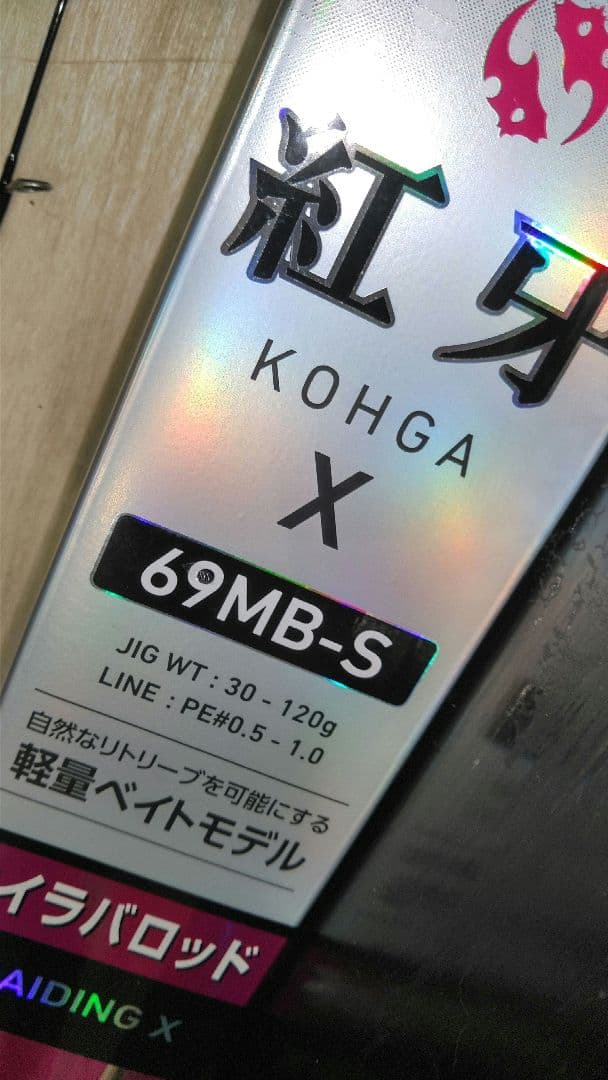 紅牙
KOHGA
X
69MB-S
JIG WT : 30 - 120g
LINE : PE#0.5 - 1.0
自然なリトリーブを可能にする
軽量ベイトモデル
イラバロッド
AIDING X